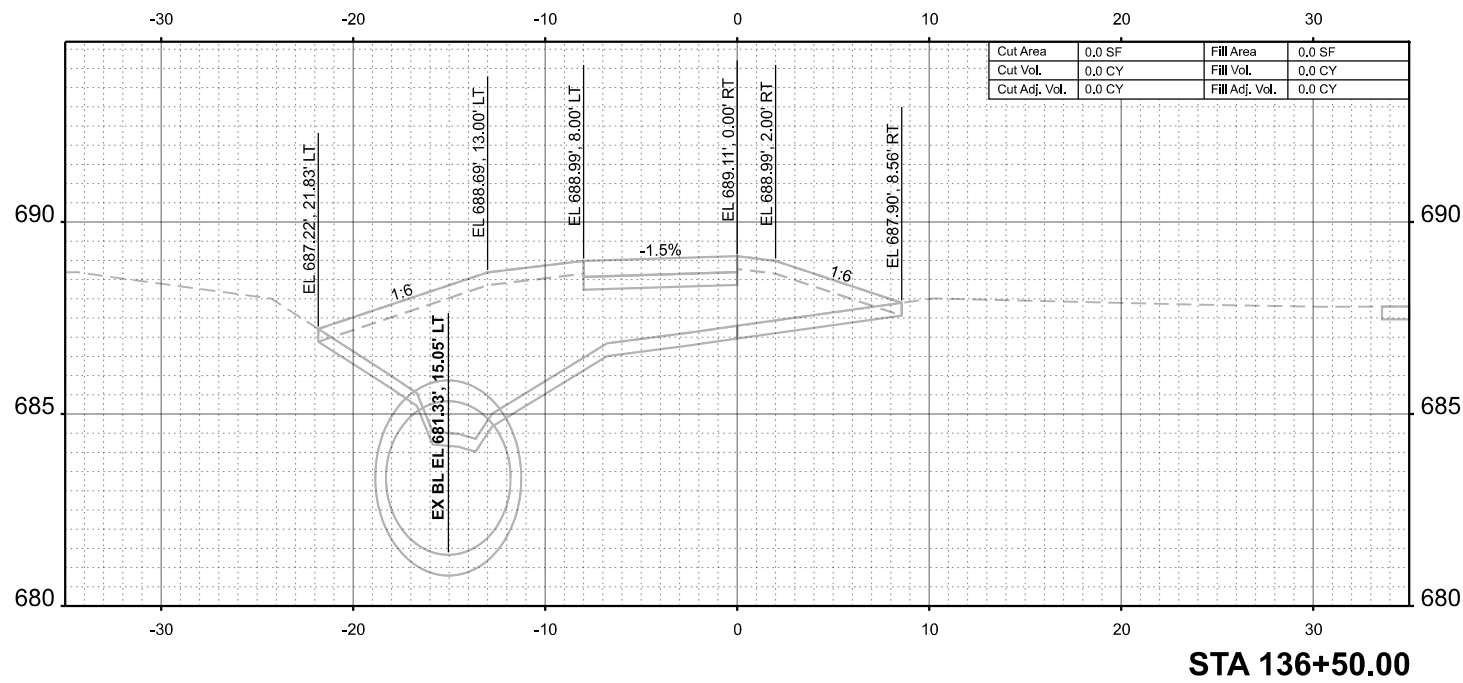 -30 -20 -10 0 10 20 30
Cut Area 0.0 SF Fill Area 0.0 SF
Cut Vol. 0.0 CY Fill Vol. 0.0 CY
Cut Adj. Vol. 0.0 CY Fill Adj. Vol. 0.0 CY
EL 687.22', 21.83' LT
EL 688.69', 13.00' LT
EL 688.99', 8.00' LT
EL 689.11', 0.00' RT
EL 688.99', 2.00' RT
EL 687.90', 8.56' RT
690 690
-1.5%
1:6 1:6
EX BL EL 681.33', 15.05' LT
685 685
680 680
-30 -20 -10 0 10 20 30
STA 136+50.00